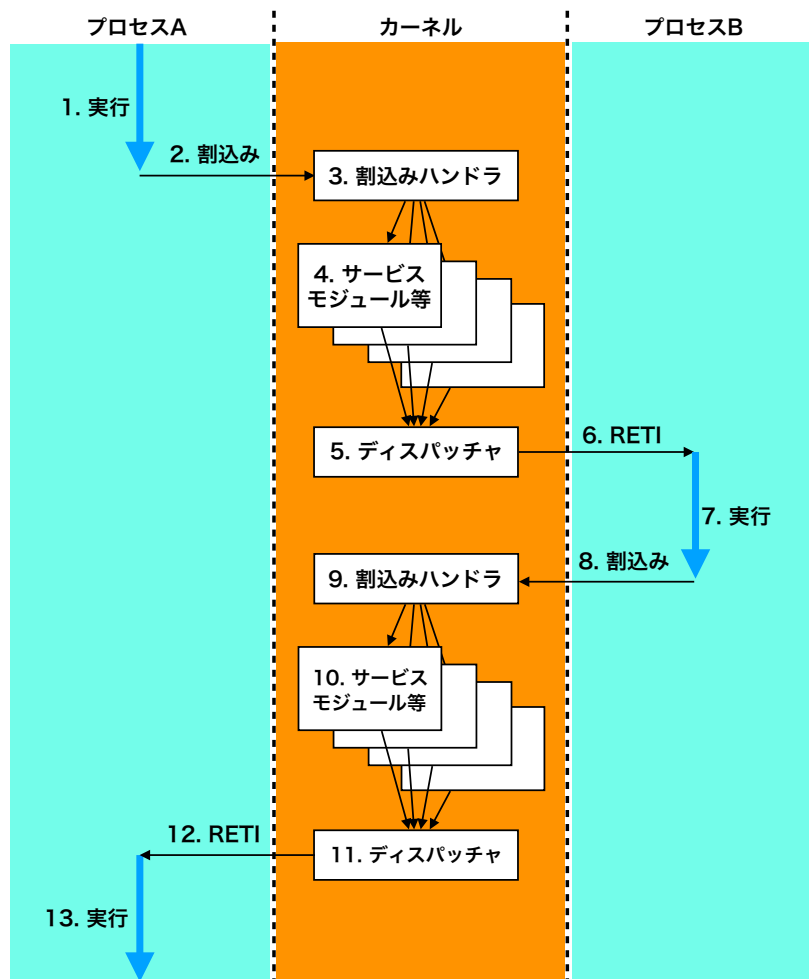 プロセスA
カーネル
プロセスB
1. 実行
2. 割込み
3. 割込みハンドラ
4. サービス
モジュール等
5. ディスパッチャ
6. RETI
7. 実行
8. 割込み
9. 割込みハンドラ
10. サービス
モジュール等
11. ディスパッチャ
12. RETI
13. 実行